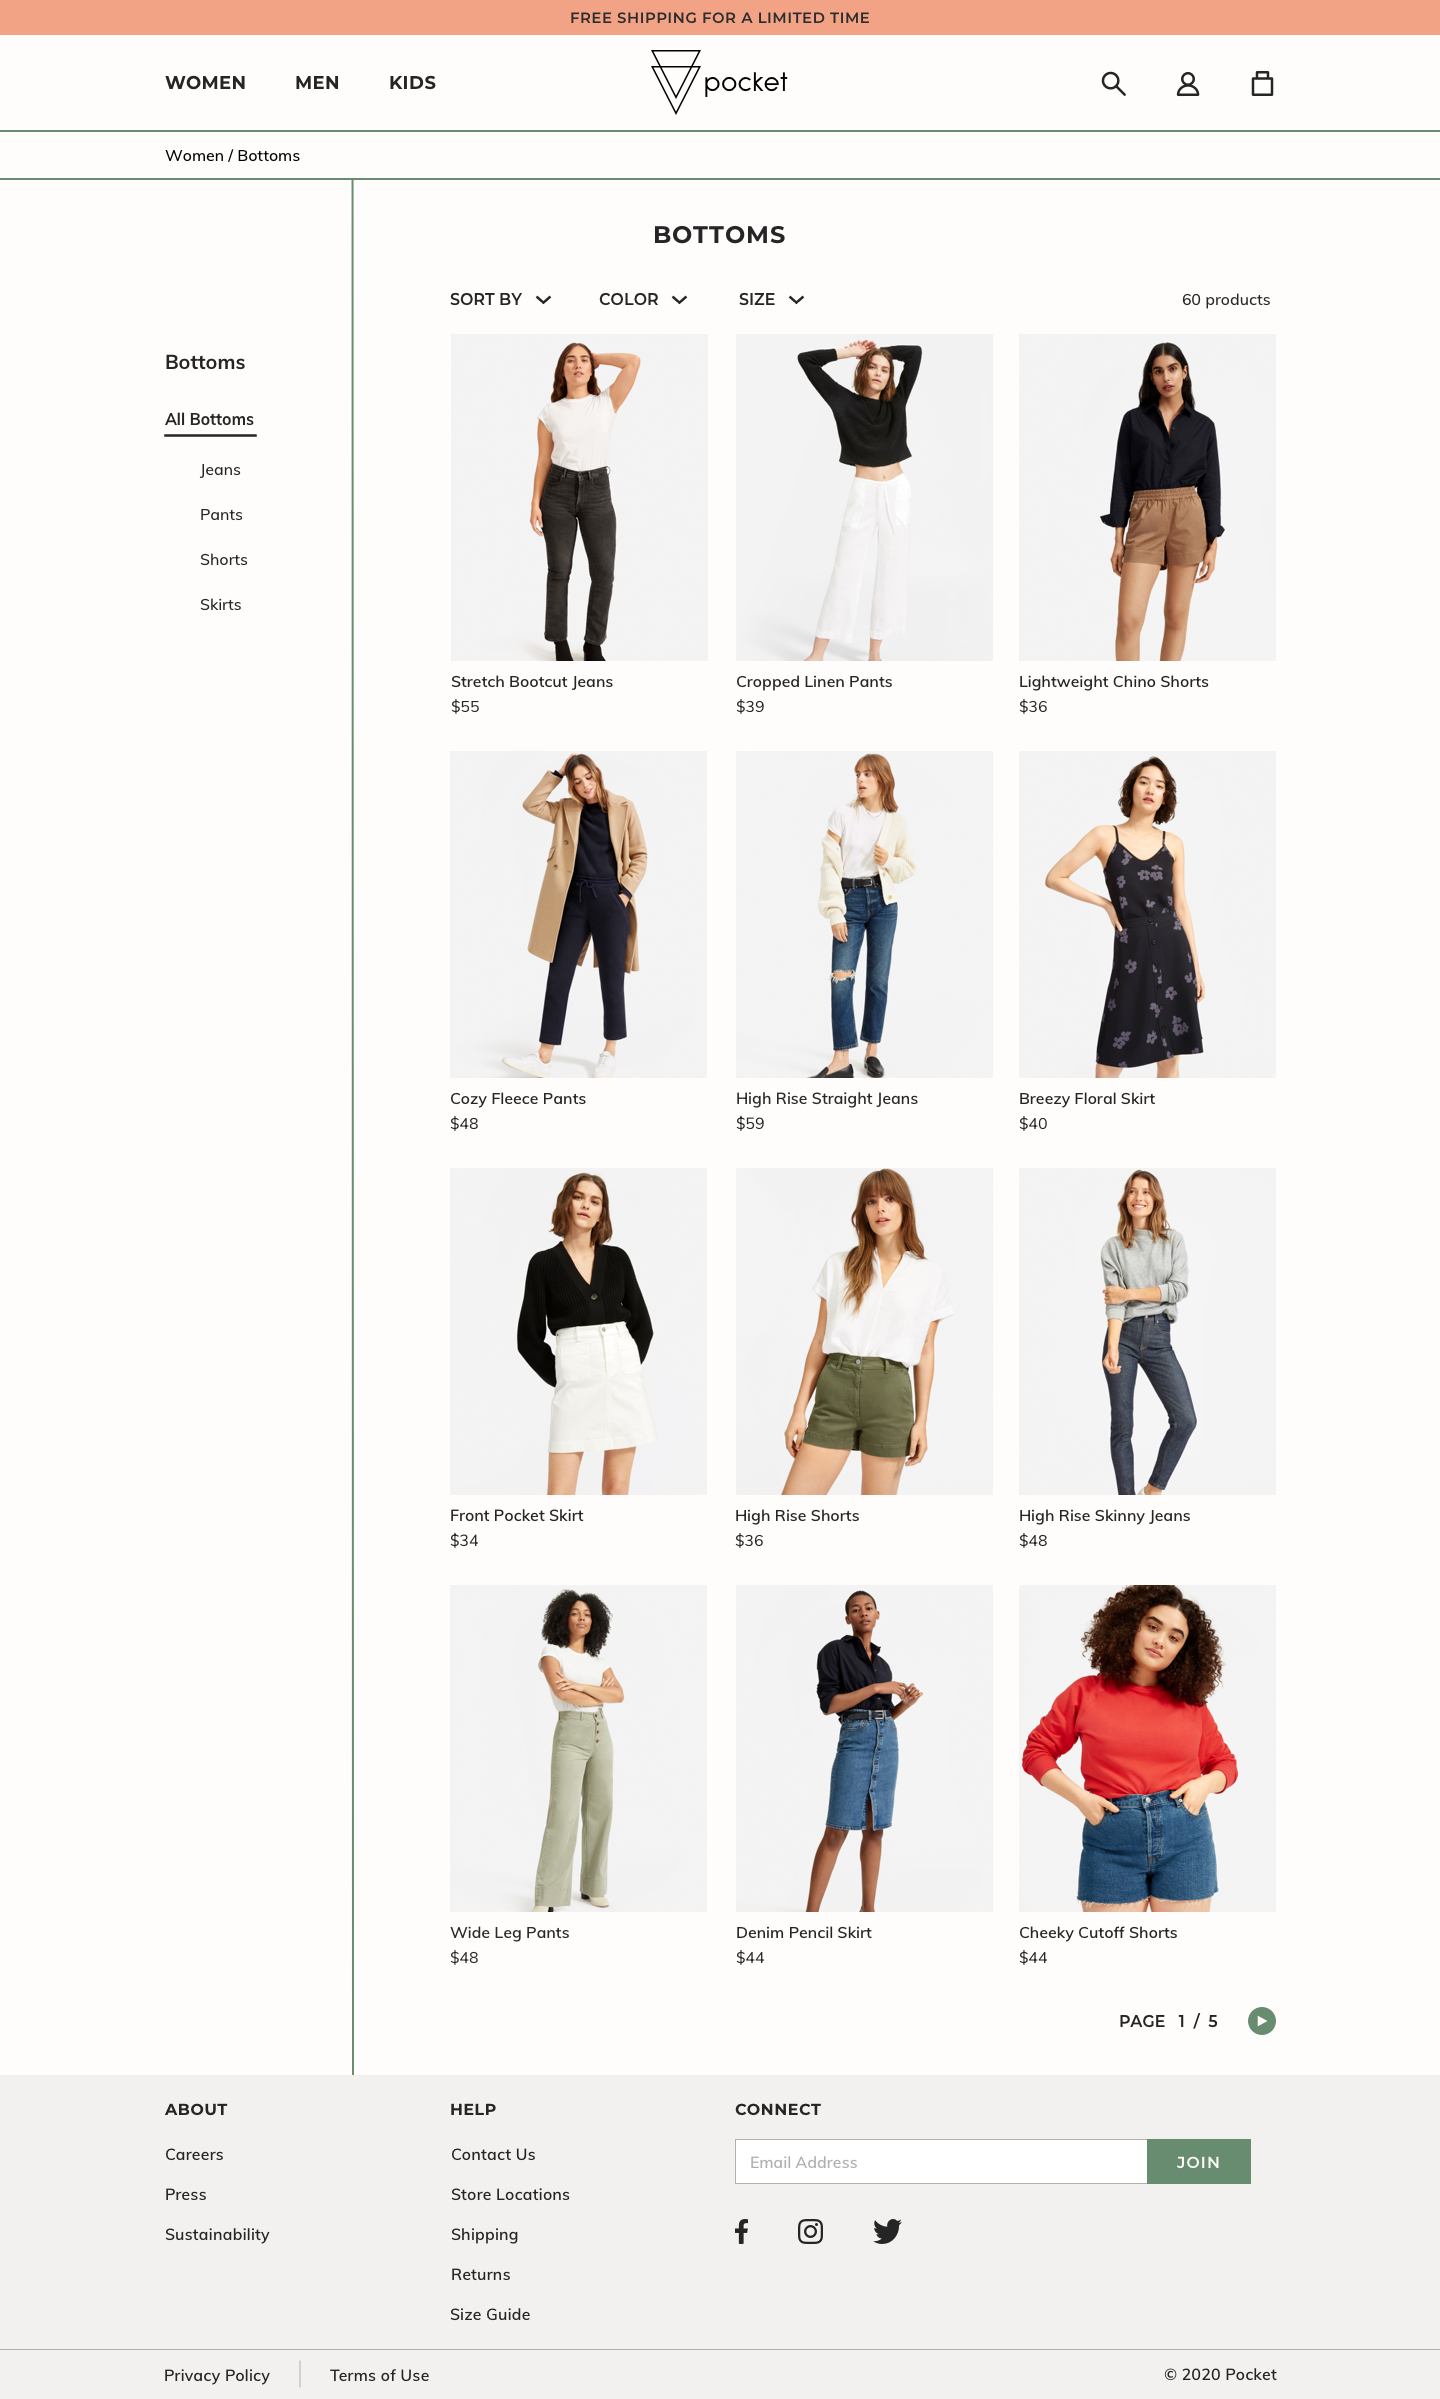 FREE SHIPPING FOR A LIMITED TIME
WOMEN MEN KIDS
pocket
Women / Bottoms
BOTTOMS
SORT BY COLOR SIZE
60 products
Bottoms
All Bottoms
Jeans
Pants
Shorts
Skirts
Stretch Bootcut Jeans
$55
Cropped Linen Pants
$39
Lightweight Chino Shorts
$36
Cozy Fleece Pants
$48
High Rise Straight Jeans
$59
Breezy Floral Skirt
$40
Front Pocket Skirt
$34
High Rise Shorts
$36
High Rise Skinny Jeans
$48
Wide Leg Pants
$48
Denim Pencil Skirt
$44
Cheeky Cutoff Shorts
$44
PAGE 1 / 5
ABOUT
Careers
Press
Sustainability
HELP
Contact Us
Store Locations
Shipping
Returns
Size Guide
CONNECT
Email Address
JOIN
Privacy Policy
Terms of Use
© 2020 Pocket